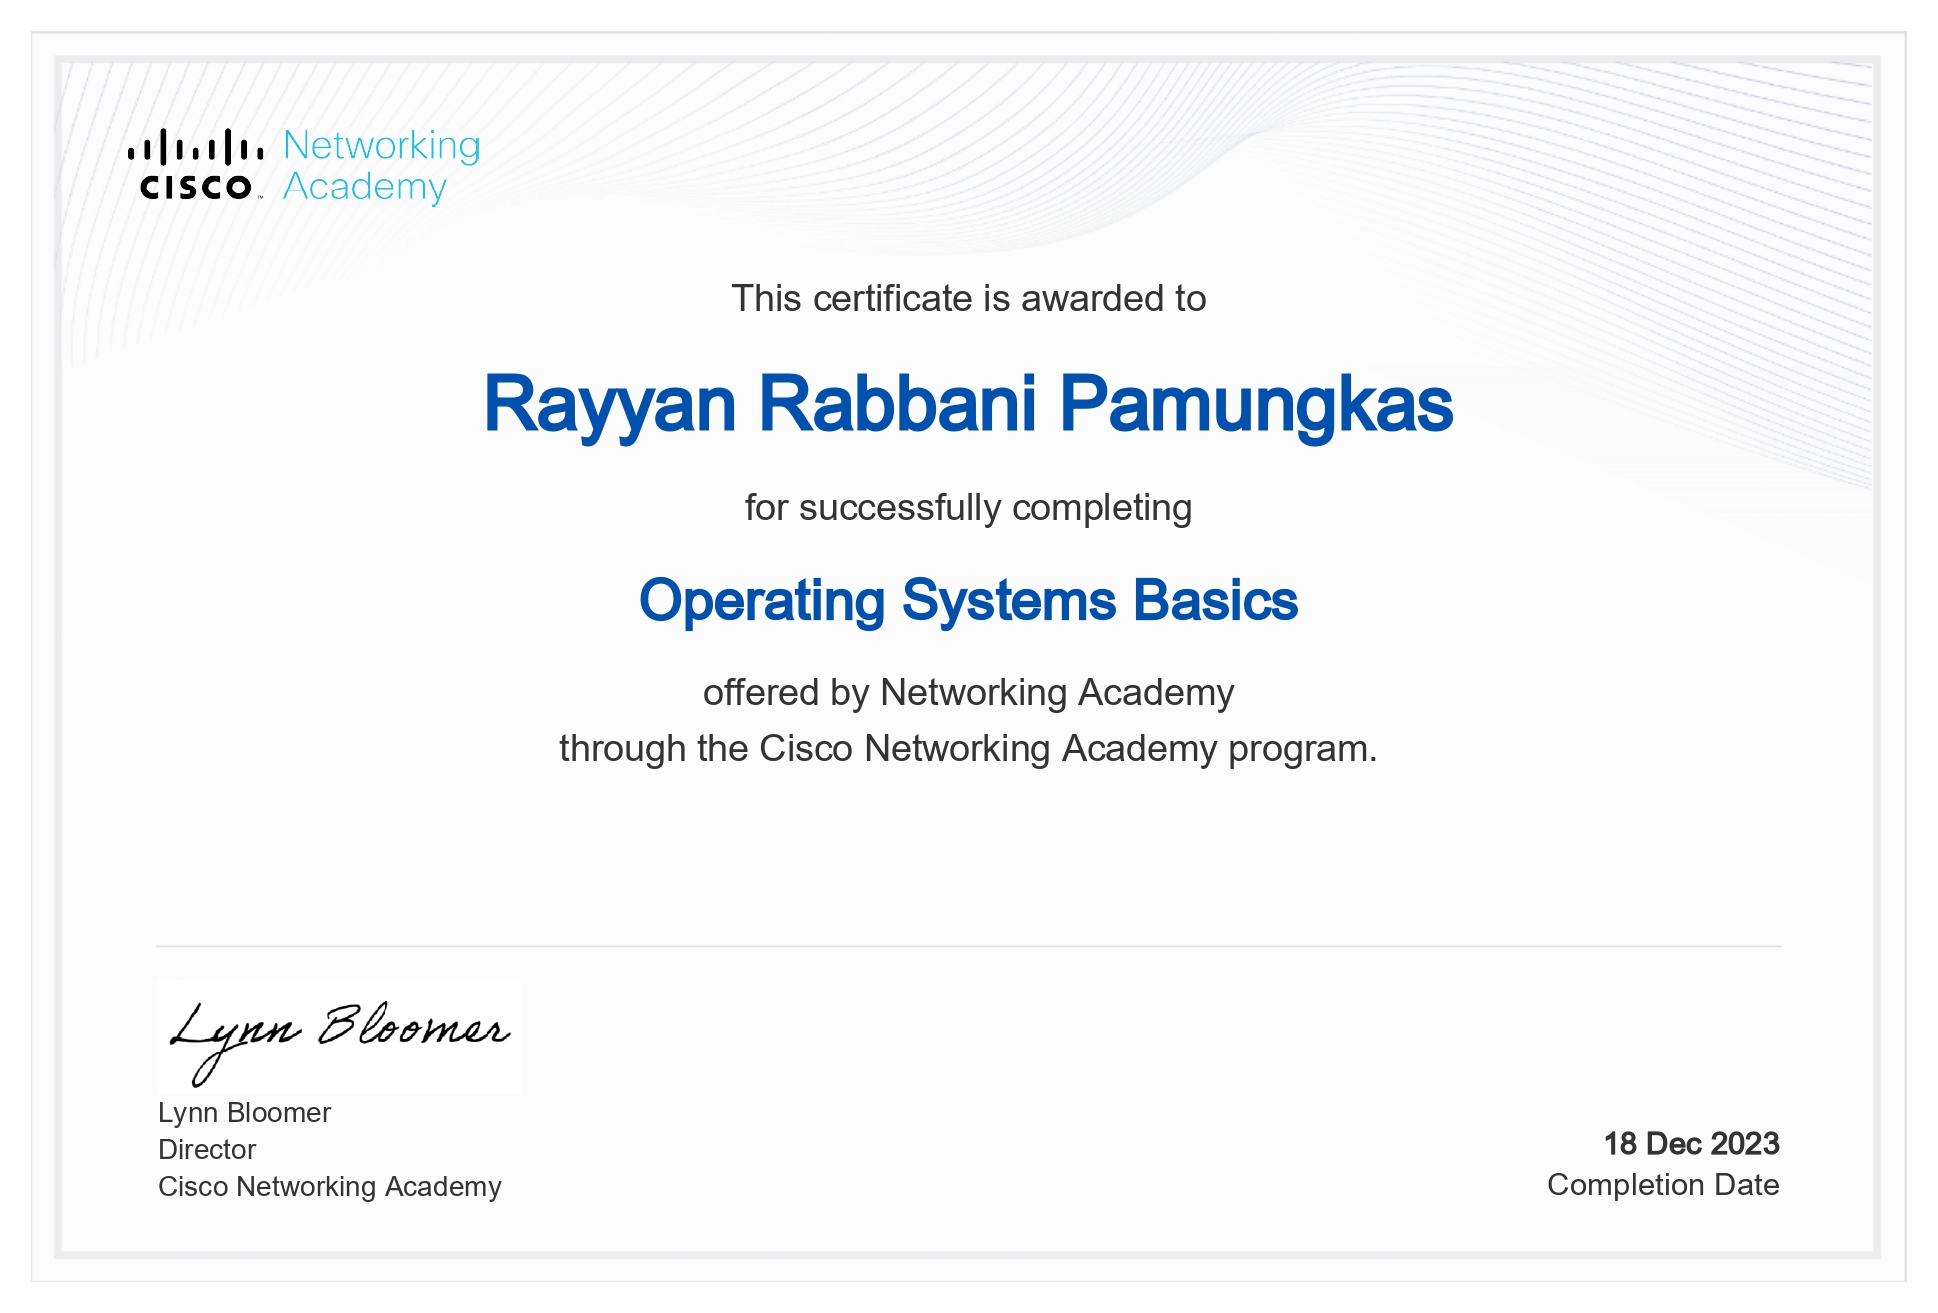 Networking
CISCO™ Academy
This certificate is awarded to
Rayyan Rabbani Pamungkas
for successfully completing
Operating Systems Basics
offered by Networking Academy
through the Cisco Networking Academy program.
Lynn Bloomer
Lynn Bloomer
Director
Cisco Networking Academy
18 Dec 2023
Completion Date